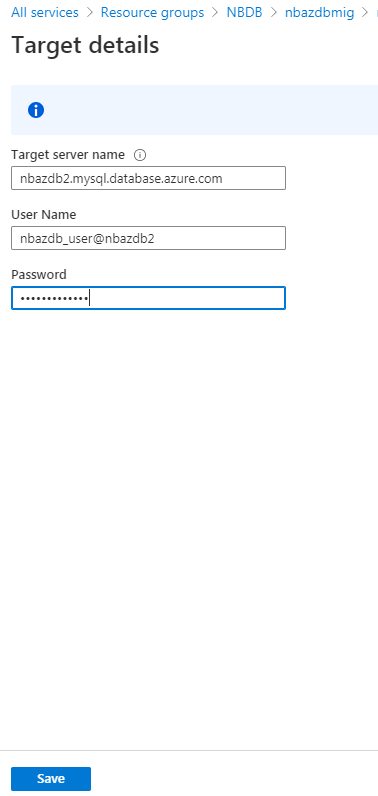 All services > Resource groups > NBDB > nbazdbmig >
Target details
Target server name
nbazdb2.mysql.database.azure.com
User Name
nbazdb_user@nbazdb2
Password
•••••••••••••
Save